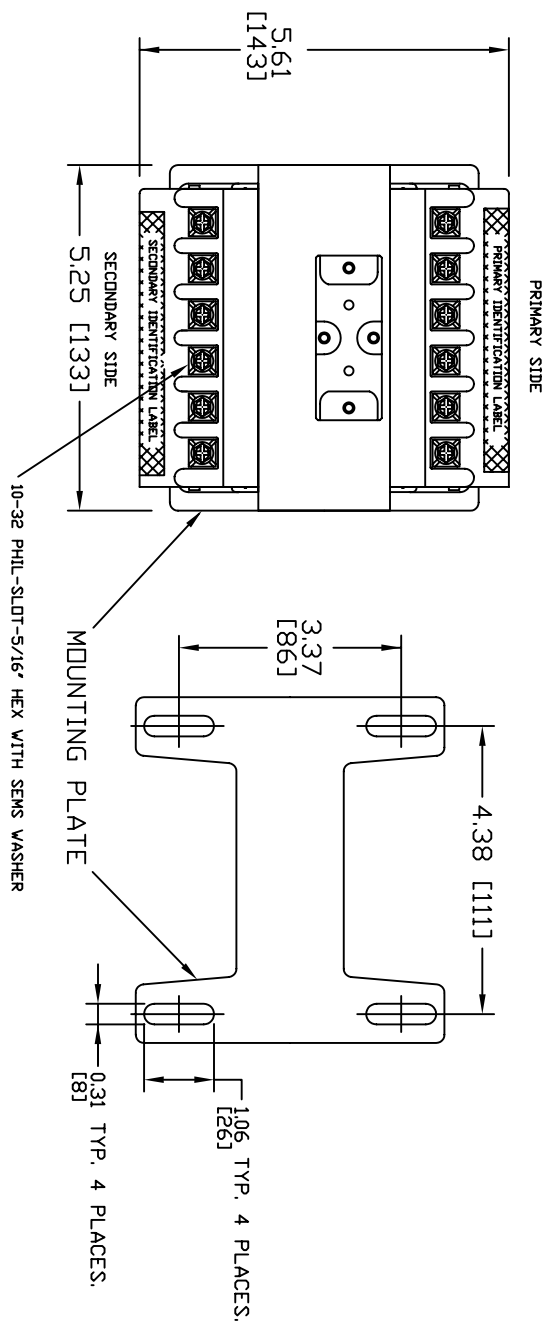 PRIMARY SIDE
5.61
[143]
PRIMARY IDENTIFICATION LABEL
SECONDARY IDENTIFICATION LABEL
SECONDARY SIDE
5.25 [133]
10-32 PHIL-SLOT-5/16" HEX WITH SEMS WASHER
MOUNTING PLATE
3.37
[86]
4.38 [111]
1.06 TYP. 4 PLACES.
[26]
0.31 TYP. 4 PLACES.
[8]